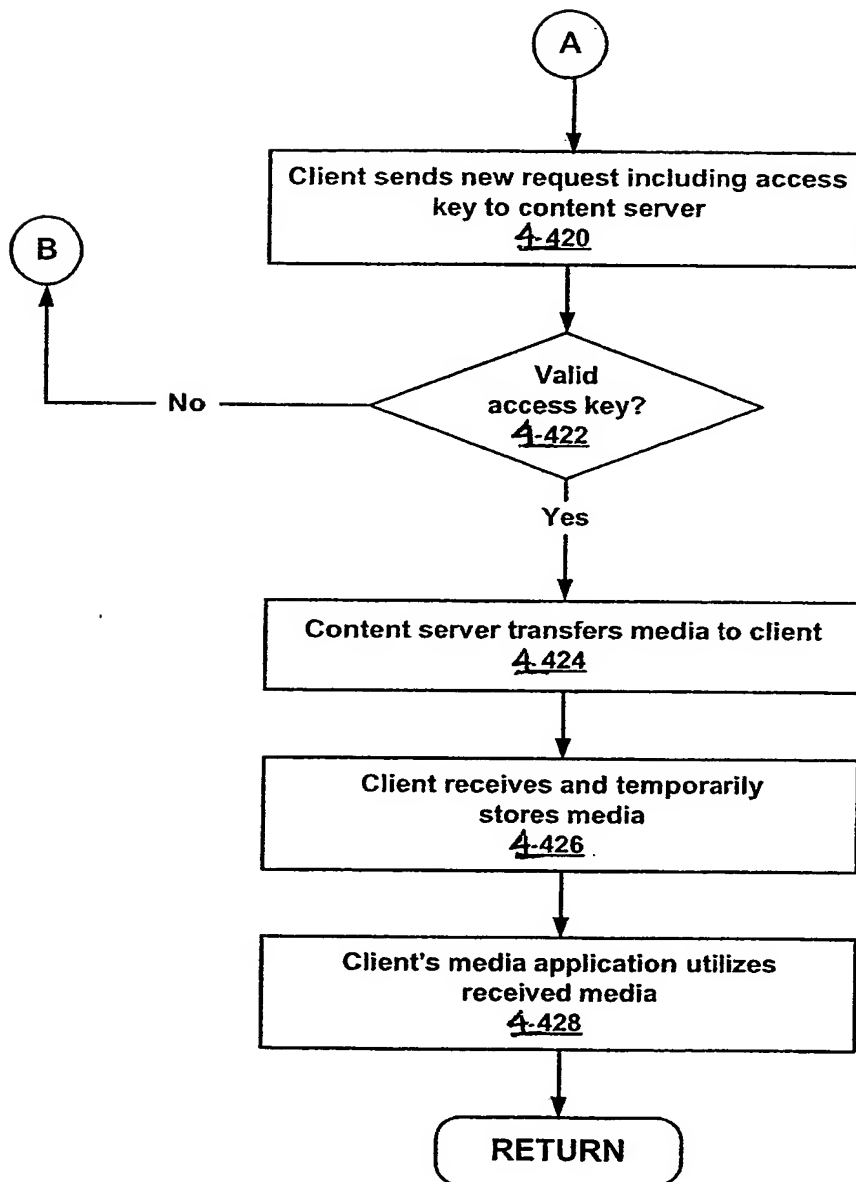 A
Client sends new request including access
key to content server
4-420
B
Valid
access key?
4-422
No
Yes
Content server transfers media to client
4-424
Client receives and temporarily
stores media
4-426
Client's media application utilizes
received media
4-428
RETURN